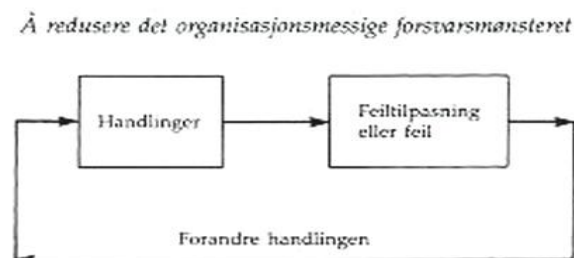 Å redusere det organisasjonsmessige forsvarsmønsteret
Handlinger
Feiltilpasning
eller feil
Forandre handlingen